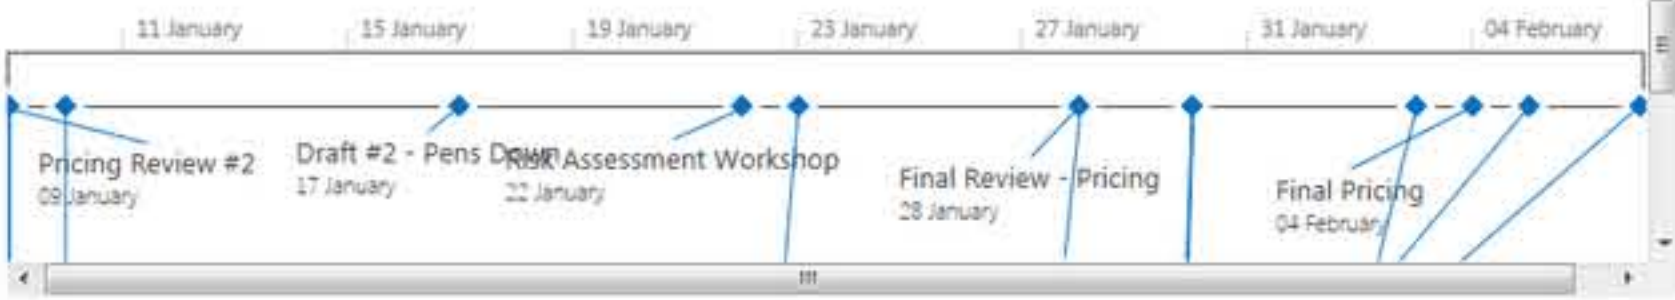 11 January 15 January 19 January 23 January 27 January 31 January 04 February
Pricing Review #2
09 January
Draft #2 - Pens Down
17 January
Risk Assessment Workshop
22 January
Final Review - Pricing
28 January
Final Pricing
04 February